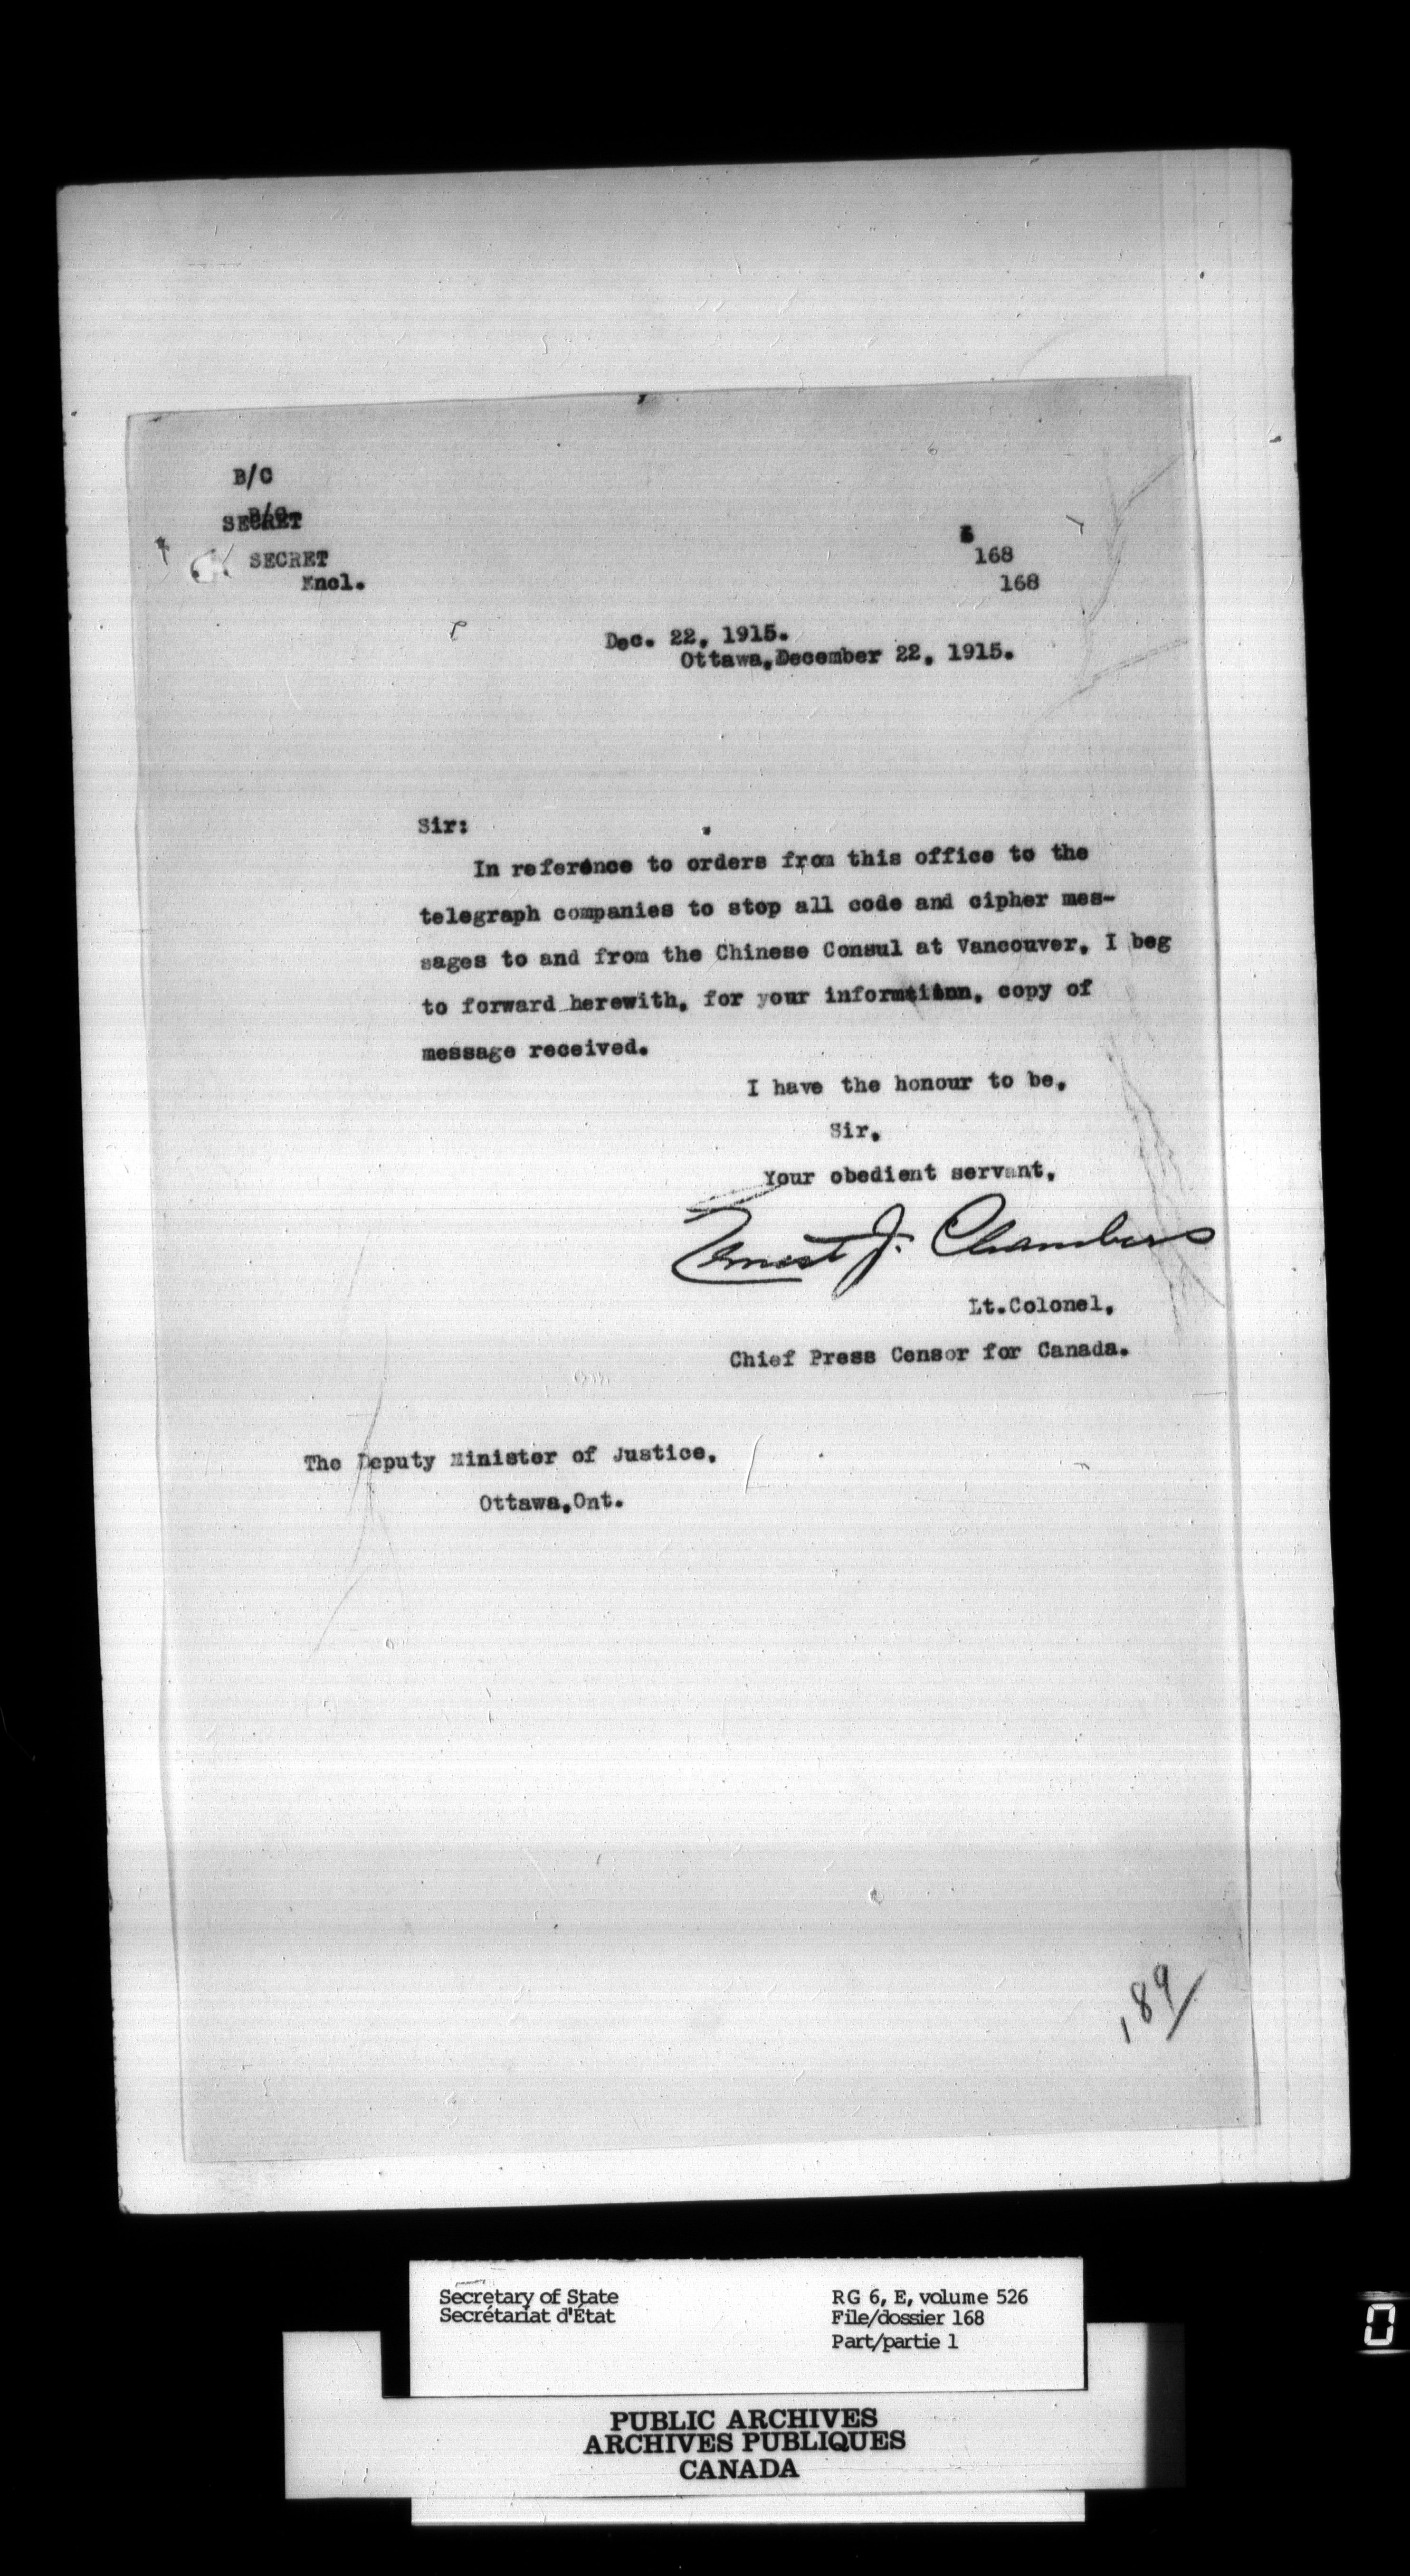 B/C
B/C
SECRET
SECRET
Encl.
168
168
Dec. 22, 1915.
Ottawa,December 22, 1915.
Sir:
In reference to orders from this office to the
telegraph companies to stop all code and cipher mes-
sages to and from the Chinese Consul at Vancouver, I beg
to forward herewith, for your information, copy of
message received.
I have the honour to be,
Sir,
Your obedient servant,
Ernest J. Chambers
Lt.Colonel,
Chief Press Censor for Canada.
The Deputy Minister of Justice,
Ottawa,Ont.
189
Secretary of State
Secrétariat d'État
RG 6, E, volume 526
File/dossier 168
Part/partie 1
PUBLIC ARCHIVES
ARCHIVES PUBLIQUES
CANADA
0